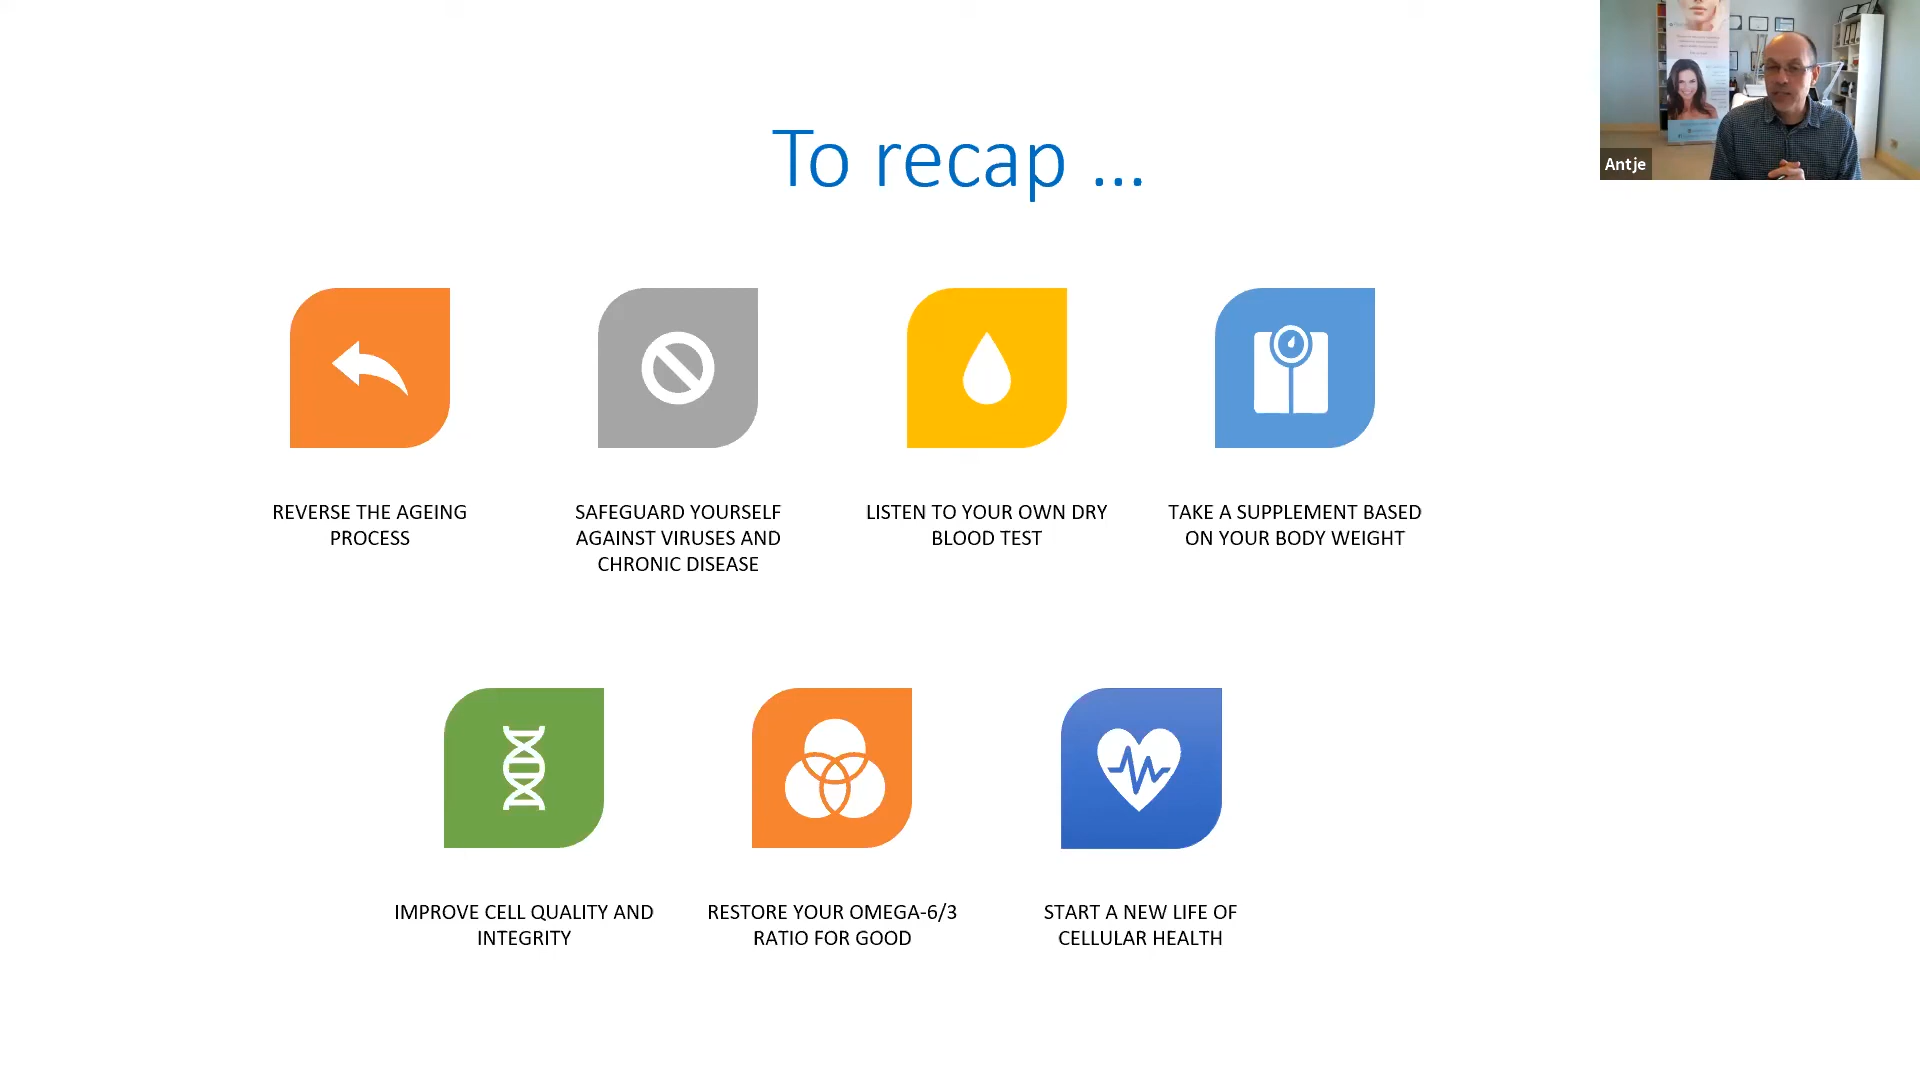 To recap ...
Antje
REVERSE THE AGEING
PROCESS
SAFEGUARD YOURSELF
AGAINST VIRUSES AND
CHRONIC DISEASE
LISTEN TO YOUR OWN DRY
BLOOD TEST
TAKE A SUPPLEMENT BASED
ON YOUR BODY WEIGHT
IMPROVE CELL QUALITY AND
INTEGRITY
RESTORE YOUR OMEGA-6/3
RATIO FOR GOOD
START A NEW LIFE OF
CELLULAR HEALTH